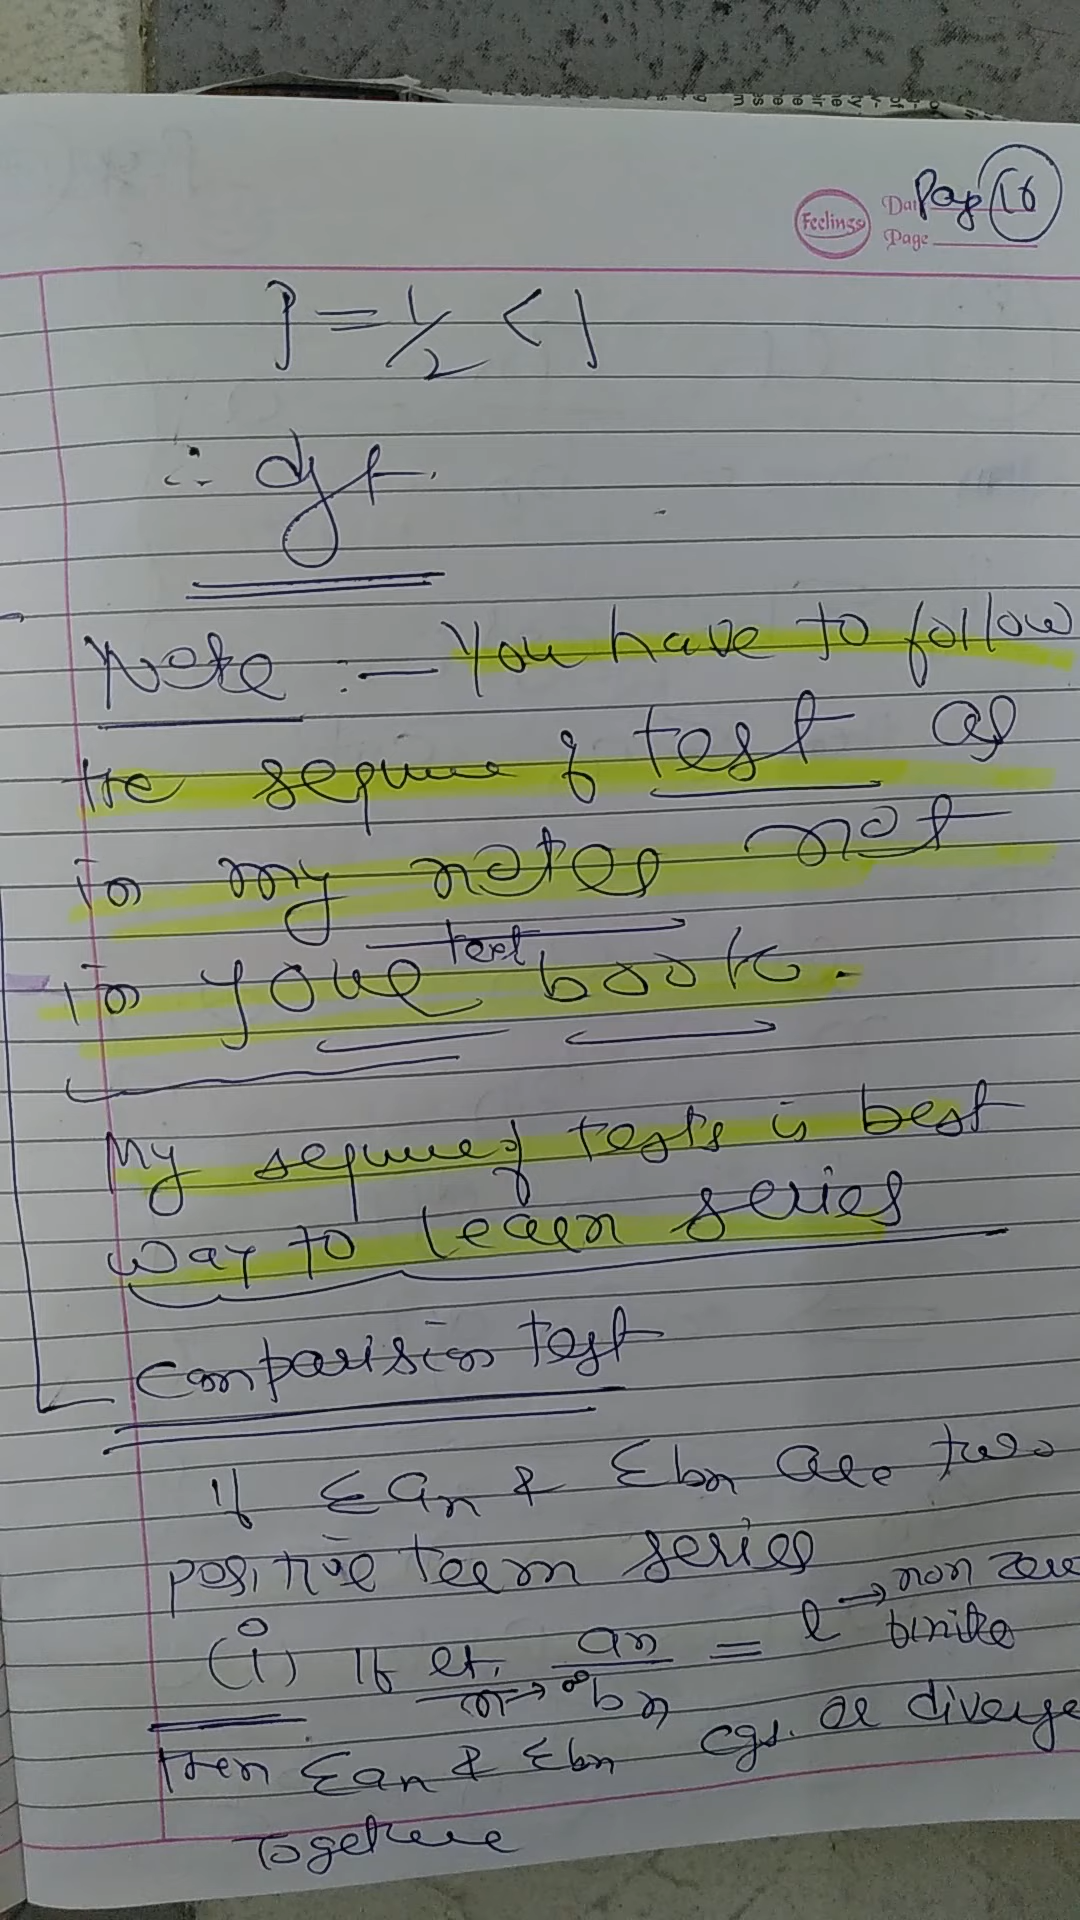 Page 16
Feelings
Date
Page
P = 1/2 < 1
∴ dgt.
Note :- You have to follow
the sequence of test as
in my notes not
in your text book.
My sequence of tests is best
way to learn series
Comparision test
If Σan & Σbn are two
positive term series
(i) If lt. n→∞ an/bn = l → non zero finite
then Σan & Σbn cgs. or diverge
Together